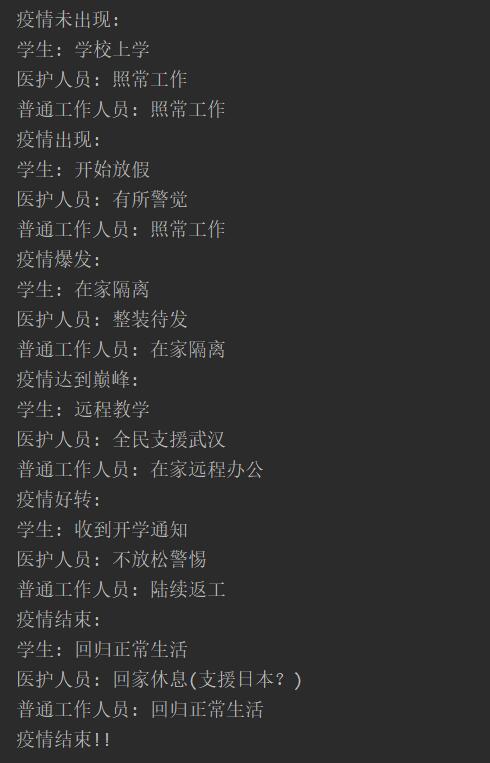 疫情未出现:
学生: 学校上学
医护人员: 照常工作
普通工作人员: 照常工作
疫情出现:
学生: 开始放假
医护人员: 有所警觉
普通工作人员: 照常工作
疫情爆发:
学生: 在家隔离
医护人员: 整装待发
普通工作人员: 在家隔离
疫情达到巅峰:
学生: 远程教学
医护人员: 全民支援武汉
普通工作人员: 在家远程办公
疫情好转:
学生: 收到开学通知
医护人员: 不放松警惕
普通工作人员: 陆续返工
疫情结束:
学生: 回归正常生活
医护人员: 回家休息(支援日本？)
普通工作人员: 回归正常生活
疫情结束!!